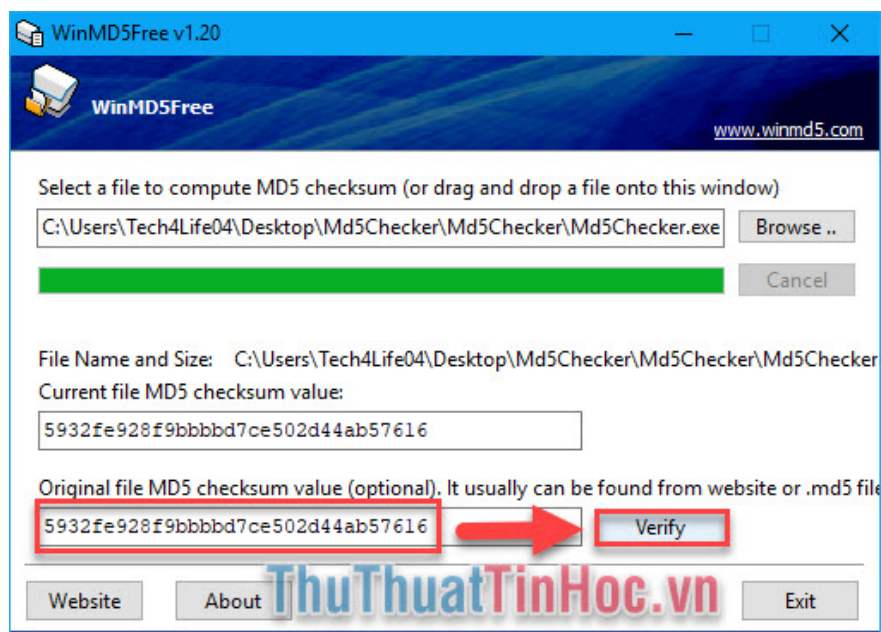 WinMD5Free v1.20
WinMD5Free
www.winmd5.com
Select a file to compute MD5 checksum (or drag and drop a file onto this window)
C:\Users\Tech4Life04\Desktop\Md5Checker\Md5Checker\Md5Checker.exe
Browse ..
Cancel
File Name and Size: C:\Users\Tech4Life04\Desktop\Md5Checker\Md5Checker\Md5Checker
Current file MD5 checksum value:
5932fe928f9bbbbd7ce502d44ab57616
Original file MD5 checksum value (optional). It usually can be found from website or .md5 file
5932fe928f9bbbbd7ce502d44ab57616
Verify
Website
About
ThuThuatTinHoc.vn
Exit